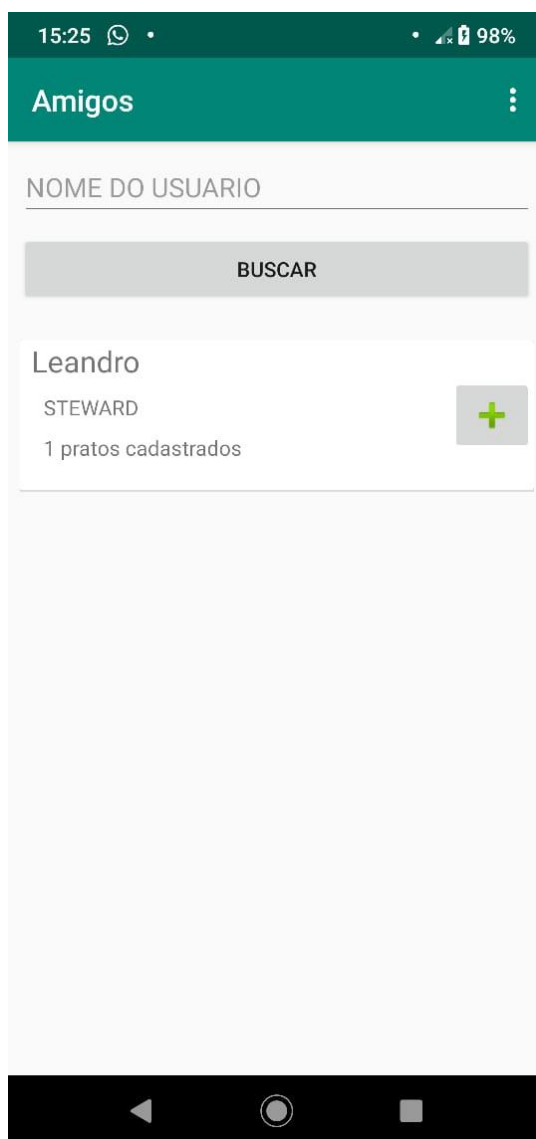 15:25 98%
Amigos
NOME DO USUARIO
BUSCAR
Leandro
STEWARD
1 pratos cadastrados